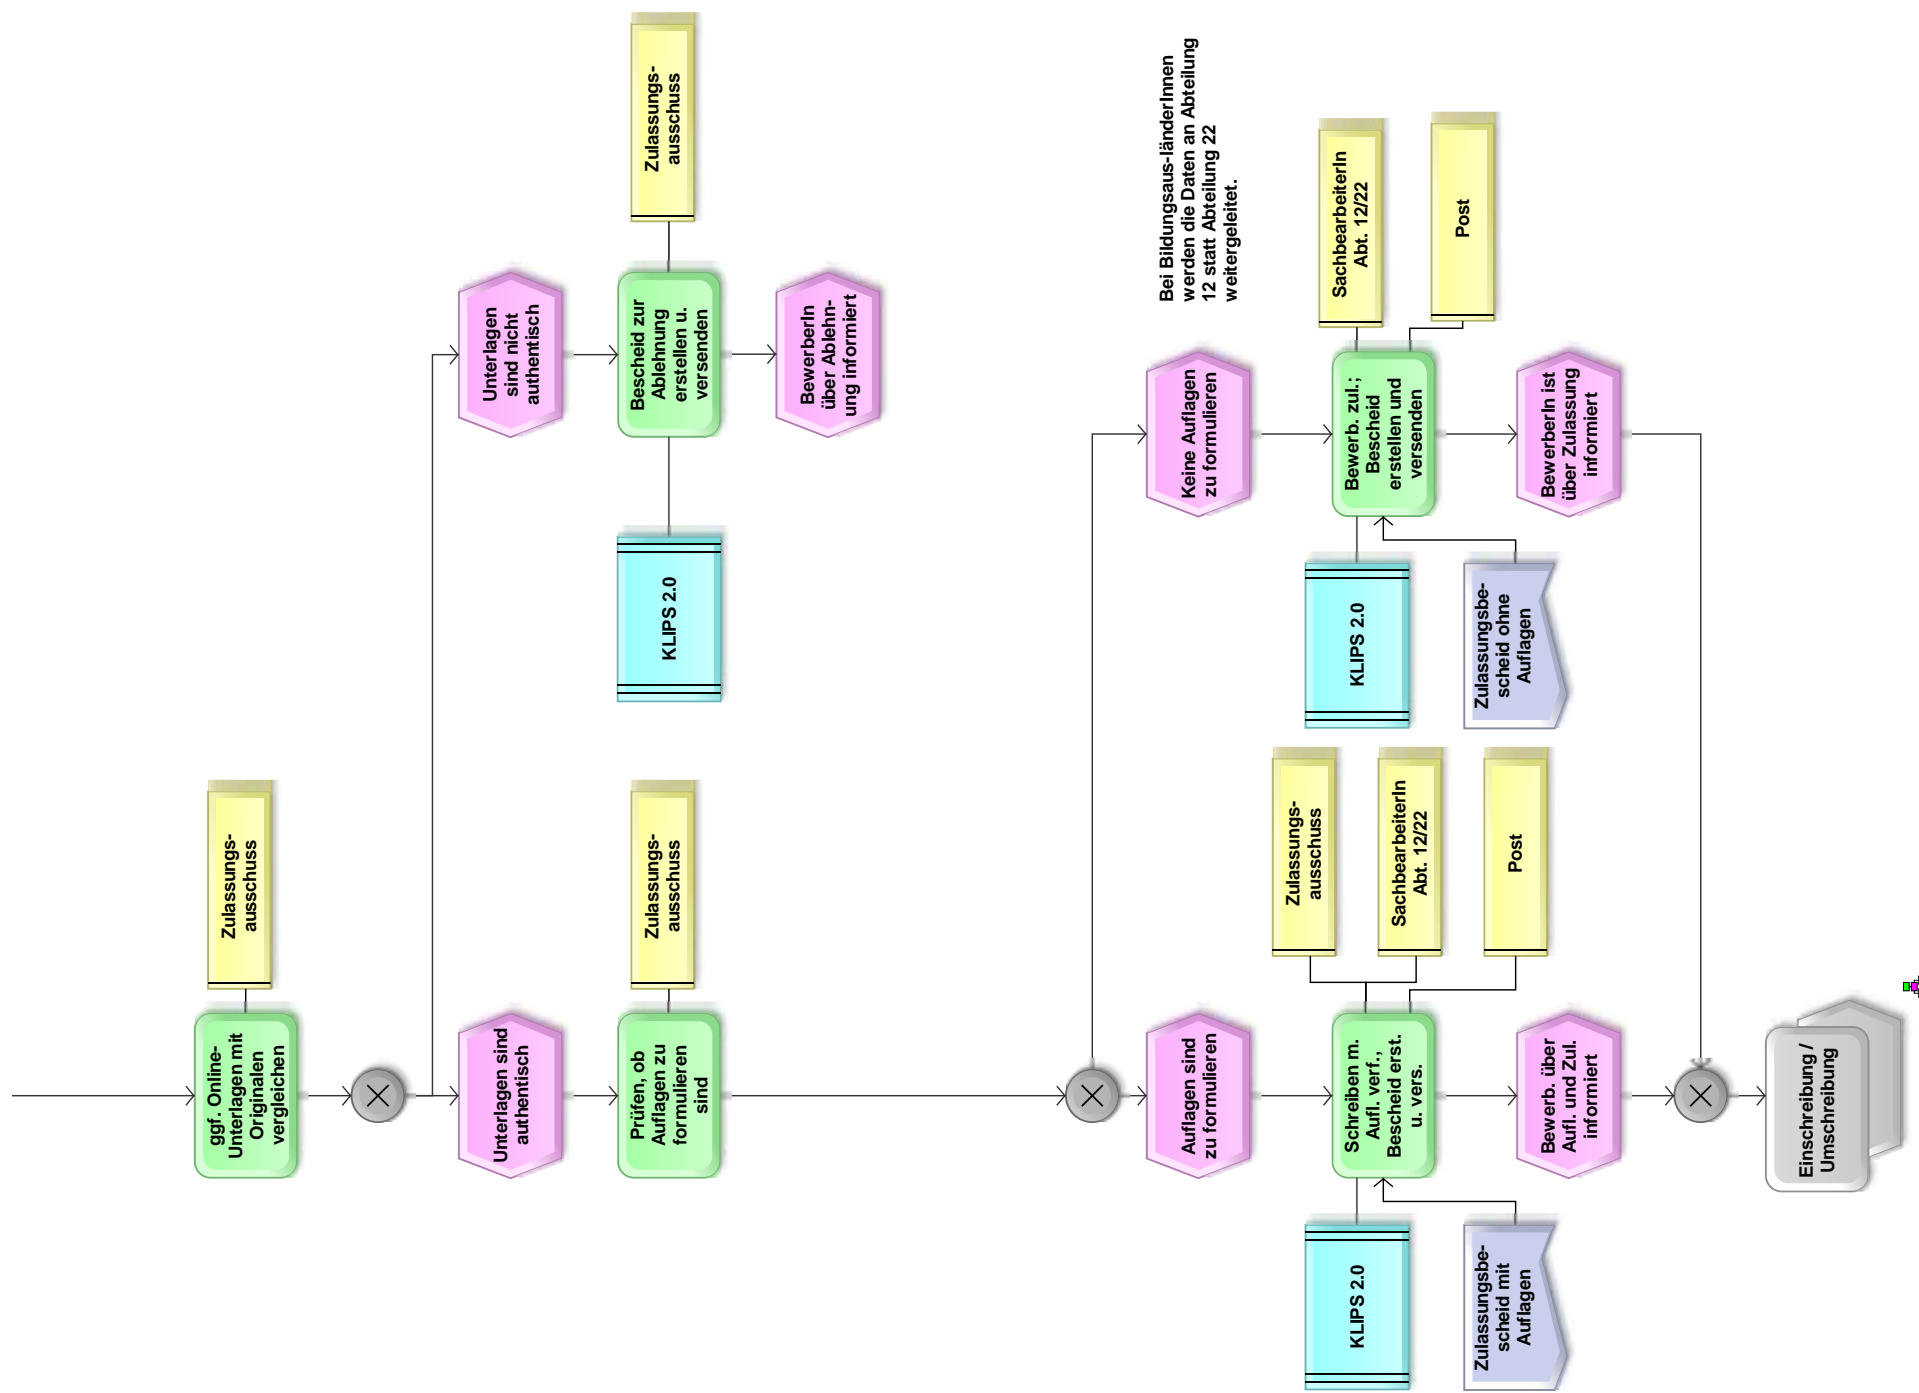 ggf. Online-
Unterlagen mit
Originalen
vergleichen
Zulassungs-
ausschuss
Unterlagen sind
authentisch
Unterlagen
sind nicht
authentisch
Prüfen, ob
Auflagen zu
formulieren
sind
Zulassungs-
ausschuss
KLIPS 2.0
Bescheid zur
Ablehnung
erstellen u.
versenden
Zulassungs-
ausschuss
BewerberIn
über Ablehn-
ung informiert
Auflagen sind
zu formulieren
Keine Auflagen
zu formulieren
Bei Bildungsaus-länderInnen
werden die Daten an Abteilung
12 statt Abteilung 22
weitergeleitet.
KLIPS 2.0
Zulassungsbe-
scheid mit
Auflagen
Schreiben m.
Aufl. verf.,
Bescheid erst.
u. vers.
Zulassungs-
ausschuss
SachbearbeiterIn
Abt. 12/22
Post
KLIPS 2.0
Zulassungsbe-
scheid ohne
Auflagen
Bewerb. zul.;
Bescheid
erstellen und
versenden
SachbearbeiterIn
Abt. 12/22
Post
Bewerb. über
Aufl. und Zul.
informiert
BewerberIn ist
über Zulassung
informiert
Einschreibung /
Umschreibung